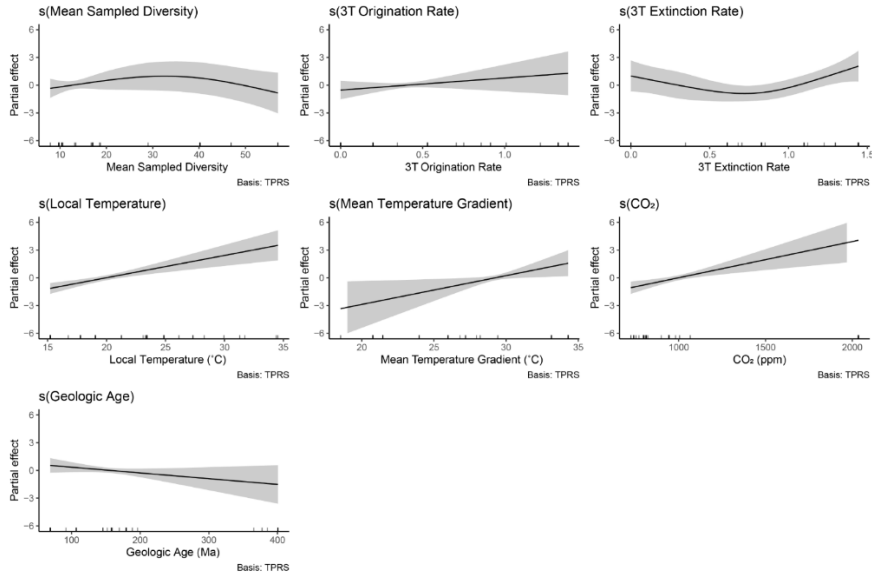 s(Mean Sampled Diversity)
6
3
0
−3
−6
Partial effect
10
20
30
40
50
Mean Sampled Diversity
Basis: TPRS
s(3T Origination Rate)
6
3
0
−3
−6
Partial effect
0.0
0.5
1.0
3T Origination Rate
Basis: TPRS
s(3T Extinction Rate)
6
3
0
−3
−6
Partial effect
0.0
0.5
1.0
1.5
3T Extinction Rate
Basis: TPRS
s(Local Temperature)
6
3
0
−3
−6
Partial effect
15
20
25
30
35
Local Temperature (˚C)
Basis: TPRS
s(Mean Temperature Gradient)
6
3
0
−3
−6
Partial effect
20
25
30
Mean Temperature Gradient (˚C)
Basis: TPRS
s(CO₂)
6
3
0
−3
−6
Partial effect
1000
1500
2000
CO₂ (ppm)
Basis: TPRS
s(Geologic Age)
6
3
0
−3
−6
Partial effect
100
200
300
400
Geologic Age (Ma)
Basis: TPRS